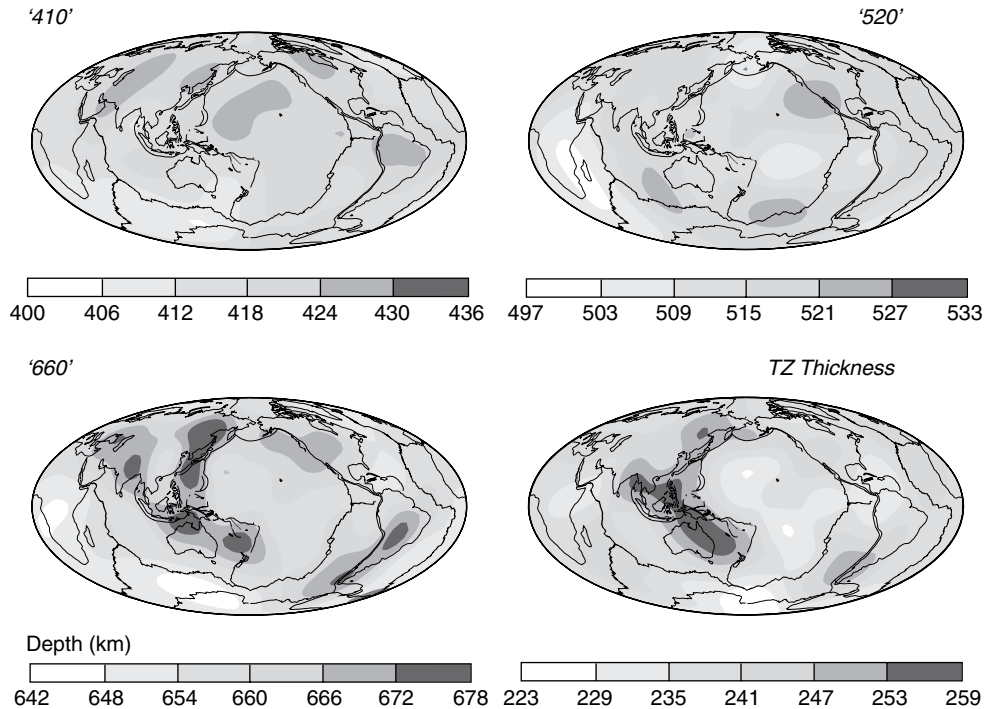 ‘410’
‘520’
400 406 412 418 424 430 436
497 503 509 515 521 527 533
‘660’
TZ Thickness
Depth (km)
642 648 654 660 666 672 678
223 229 235 241 247 253 259